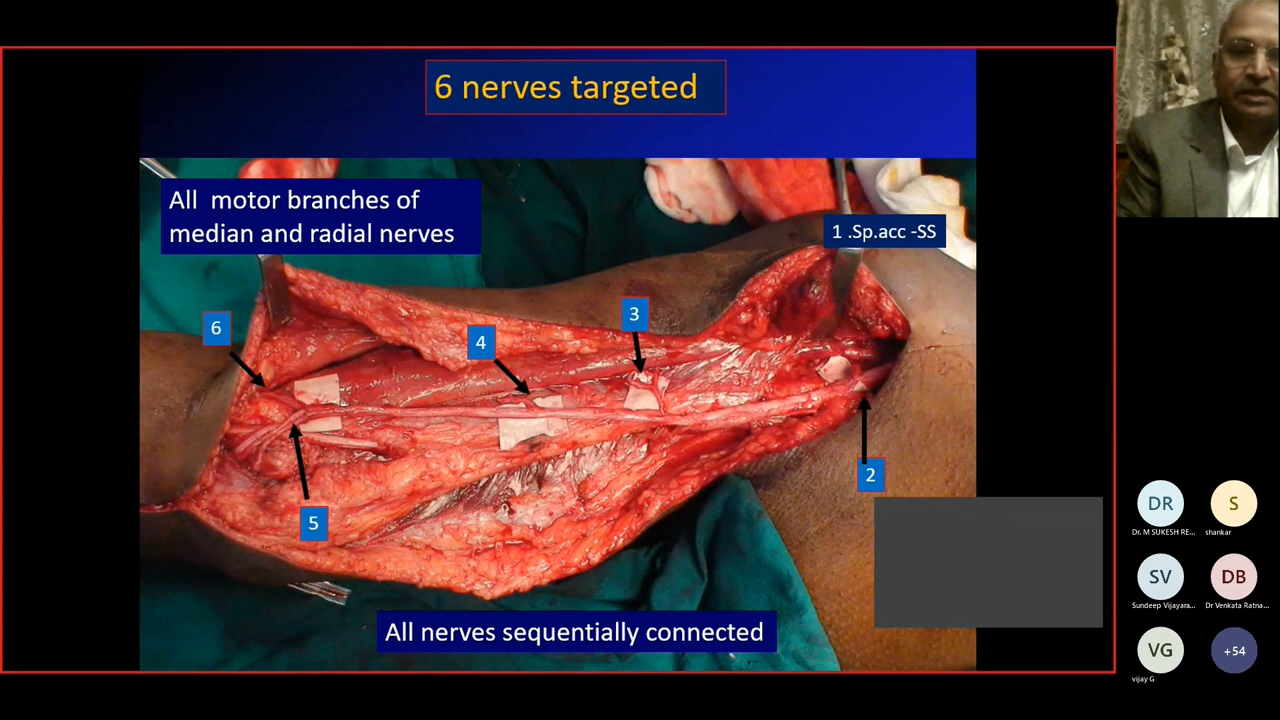 6 nerves targeted
All motor branches of
median and radial nerves
1 .Sp.acc -SS
6
4
3
2
5
All nerves sequentially connected
DR
S
Dr. M SUKESH RE...
shankar
SV
DB
Sundeep Vijayara...
Dr Venkata Ratna...
VG
+54
vijay G